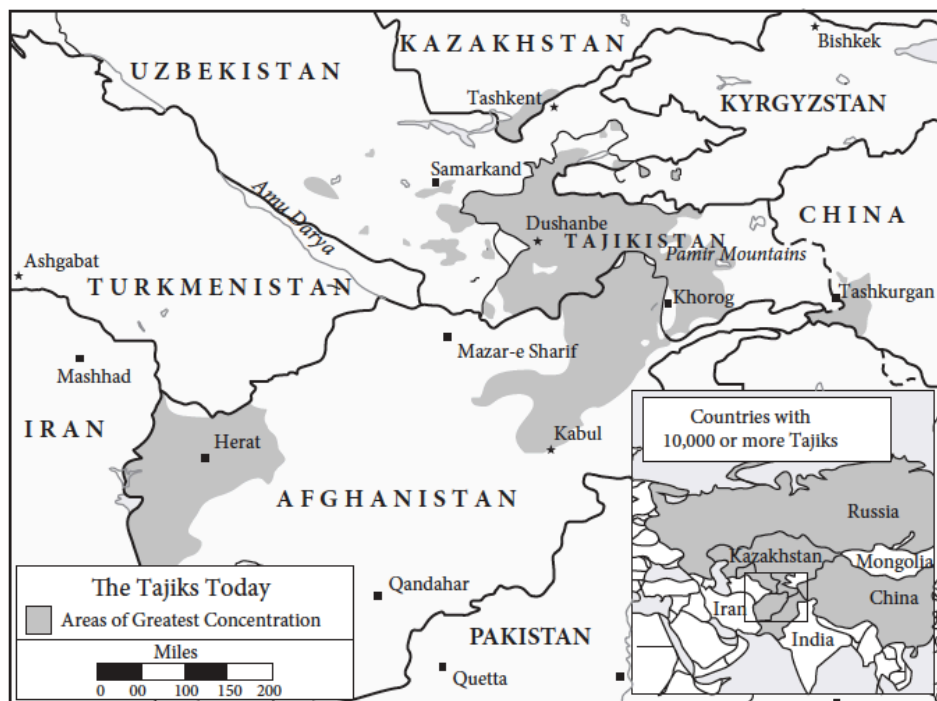 KAZAKHSTAN
Bishkek
UZBEKISTAN
Tashkent
KYRGYZSTAN
Samarkand
Amu Darya
CHINA
Dushanbe
TAJIKISTAN
Pamir Mountains
Ashgabat
TURKMENISTAN
Khorog
Tashkurgan
Mazar-e Sharif
Mashhad
IRAN
Herat
Kabul
AFGHANISTAN
Qandahar
PAKISTAN
Quetta
Countries with
10,000 or more Tajiks
Russia
Kazakhstan
Mongolia
China
Iran
India
The Tajiks Today
Areas of Greatest Concentration
Miles
0 00 100 150 200